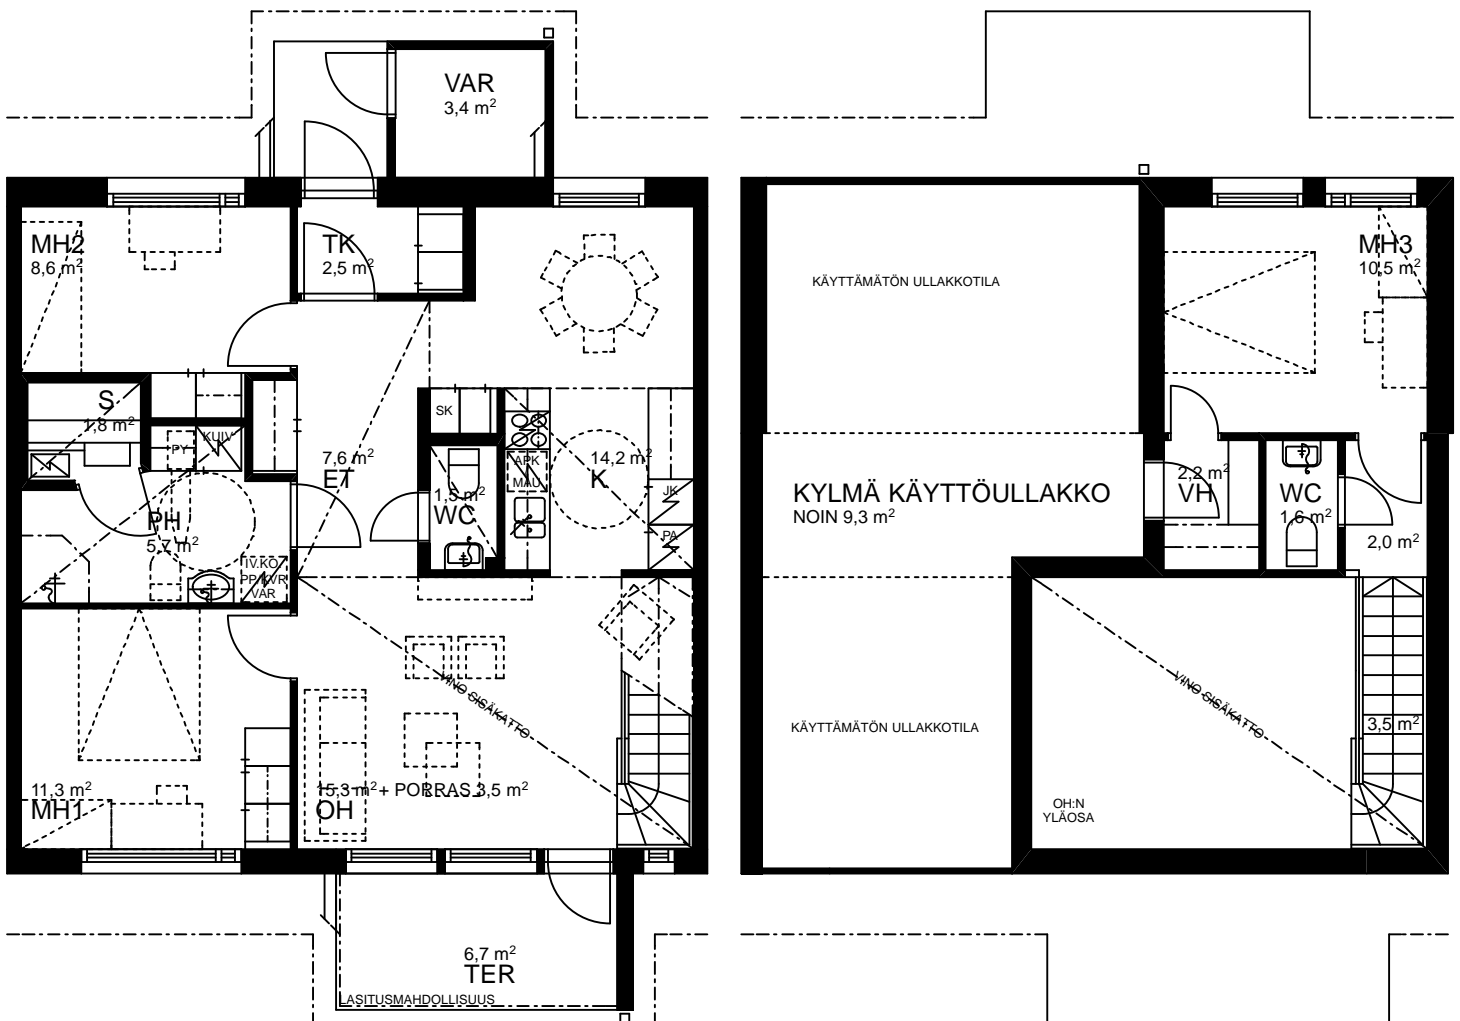 VAR
3,4 m²
MH2
8,6 m²
TK
2,5 m²
S
1,8 m²
PY
KUIV
7,6 m²
ET
SK
1,5 m²
WC
APK
MAU
14,2 m²
K
JK
PA
PH
5,7 m²
IV.KO
PP/KVR
VAR
VINO SISÄKATTO
11,3 m²
MH1
15,3 m² + PORRAS 3,5 m²
OH
6,7 m²
TER
LASITUSMAHDOLLISUUS
KÄYTTÄMÄTÖN ULLAKKOTILA
MH3
10,5 m²
KYLMÄ KÄYTTÖULLAKKO
NOIN 9,3 m²
2,2 m²
VH
WC
1,6 m²
2,0 m²
VINO SISÄKATTO
KÄYTTÄMÄTÖN ULLAKKOTILA
3,5 m²
OH:N
YLÄOSA